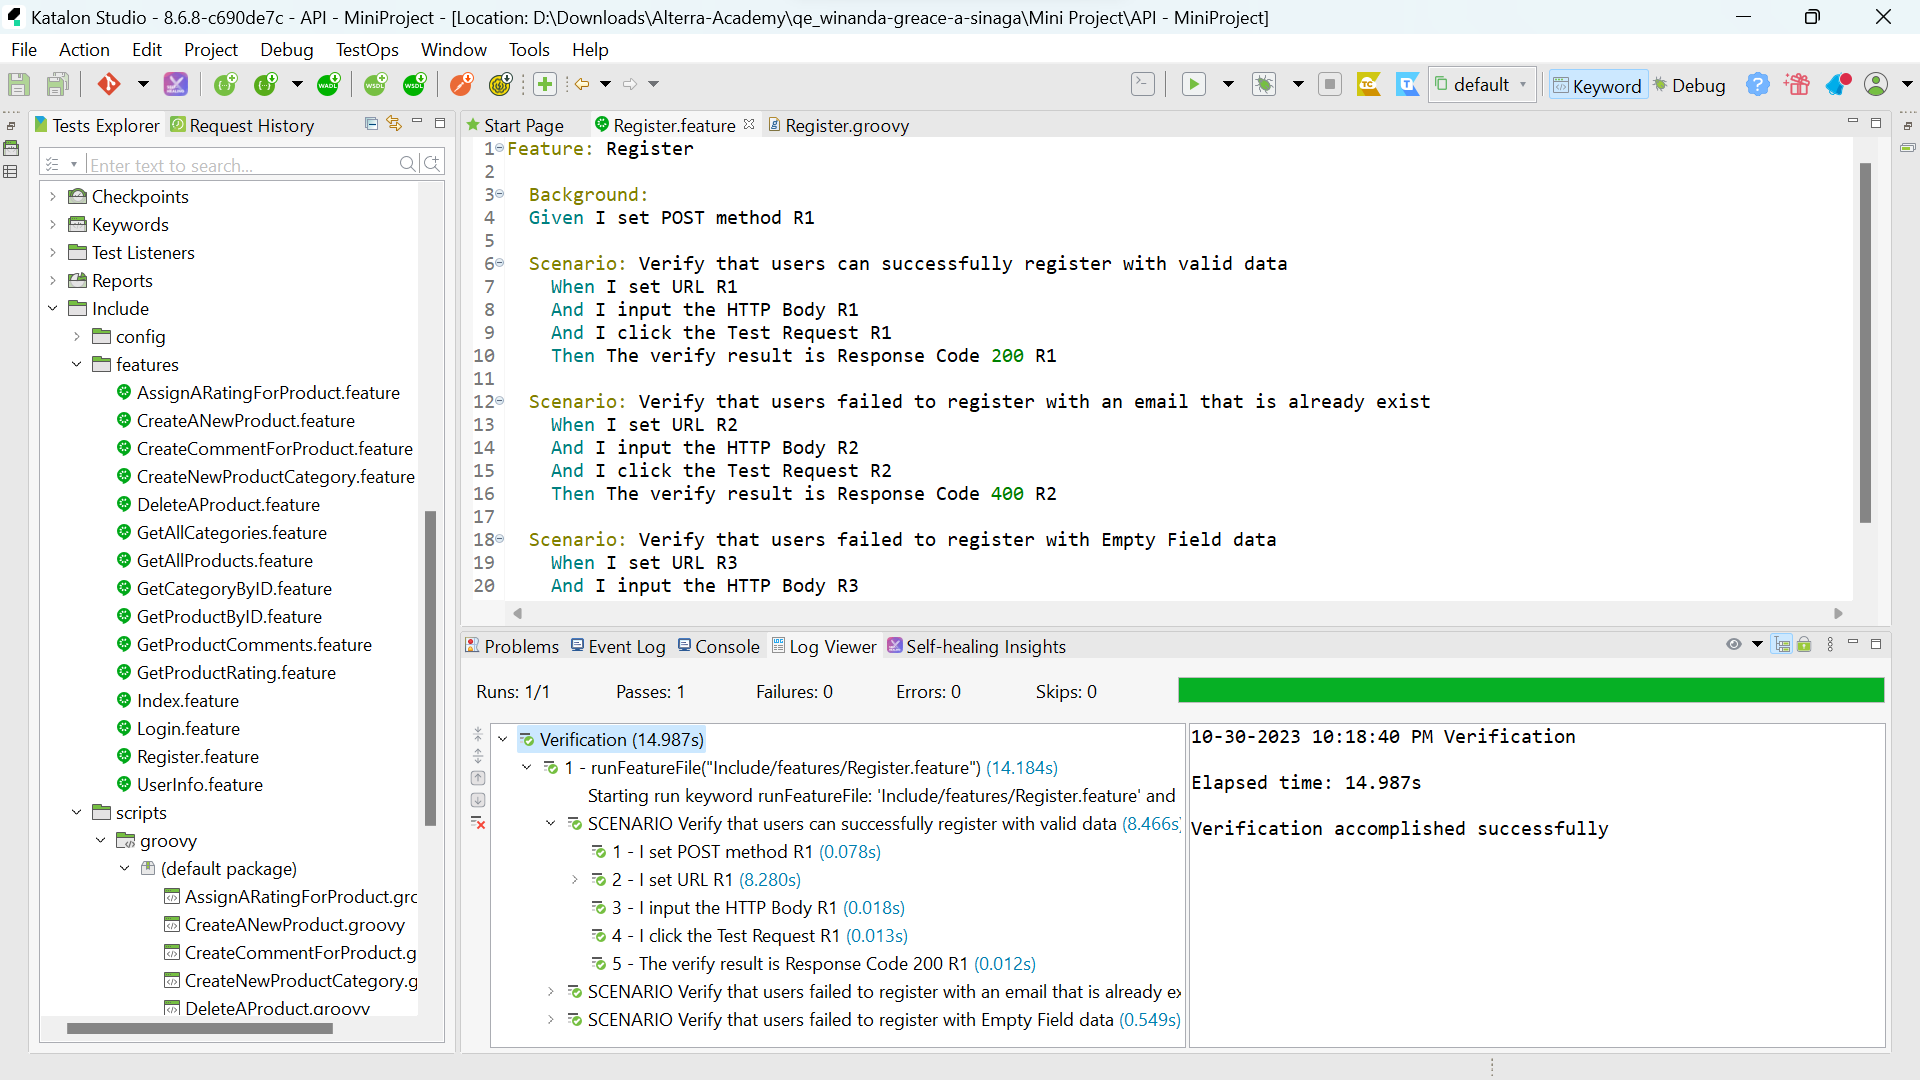 Katalon Studio - 8.6.8-c690de7c - API - MiniProject - [Location: D:\Downloads\Alterra-Academy\qe_winanda-greace-a-sinaga\Mini Project\API - MiniProject]
File Action Edit Project Debug TestOps Window Tools Help
default Keyword Debug
Tests Explorer Request History
Enter text to search...
Checkpoints
Keywords
Test Listeners
Reports
Include
config
features
AssignARatingForProduct.feature
CreateANewProduct.feature
CreateCommentForProduct.feature
CreateNewProductCategory.feature
DeleteAProduct.feature
GetAllCategories.feature
GetAllProducts.feature
GetCategoryByID.feature
GetProductByID.feature
GetProductComments.feature
GetProductRating.feature
Index.feature
Login.feature
Register.feature
UserInfo.feature
scripts
groovy
(default package)
AssignARatingForProduct.grc
CreateANewProduct.groovy
CreateCommentForProduct.g
CreateNewProductCategory.g
DeleteAProduct.groovy
Start Page Register.feature Register.groovy
1 Feature: Register
2
3 Background:
4 Given I set POST method R1
5
6 Scenario: Verify that users can successfully register with valid data
7 When I set URL R1
8 And I input the HTTP Body R1
9 And I click the Test Request R1
10 Then The verify result is Response Code 200 R1
11
12 Scenario: Verify that users failed to register with an email that is already exist
13 When I set URL R2
14 And I input the HTTP Body R2
15 And I click the Test Request R2
16 Then The verify result is Response Code 400 R2
17
18 Scenario: Verify that users failed to register with Empty Field data
19 When I set URL R3
20 And I input the HTTP Body R3
Problems Event Log Console Log Viewer Self-healing Insights
Runs: 1/1 Passes: 1 Failures: 0 Errors: 0 Skips: 0
Verification (14.987s)
1 - runFeatureFile("Include/features/Register.feature") (14.184s)
Starting run keyword runFeatureFile: 'Include/features/Register.feature' and
SCENARIO Verify that users can successfully register with valid data (8.466s)
1 - I set POST method R1 (0.078s)
2 - I set URL R1 (8.280s)
3 - I input the HTTP Body R1 (0.018s)
4 - I click the Test Request R1 (0.013s)
5 - The verify result is Response Code 200 R1 (0.012s)
SCENARIO Verify that users failed to register with an email that is already ex
SCENARIO Verify that users failed to register with Empty Field data (0.549s)
10-30-2023 10:18:40 PM Verification
Elapsed time: 14.987s
Verification accomplished successfully